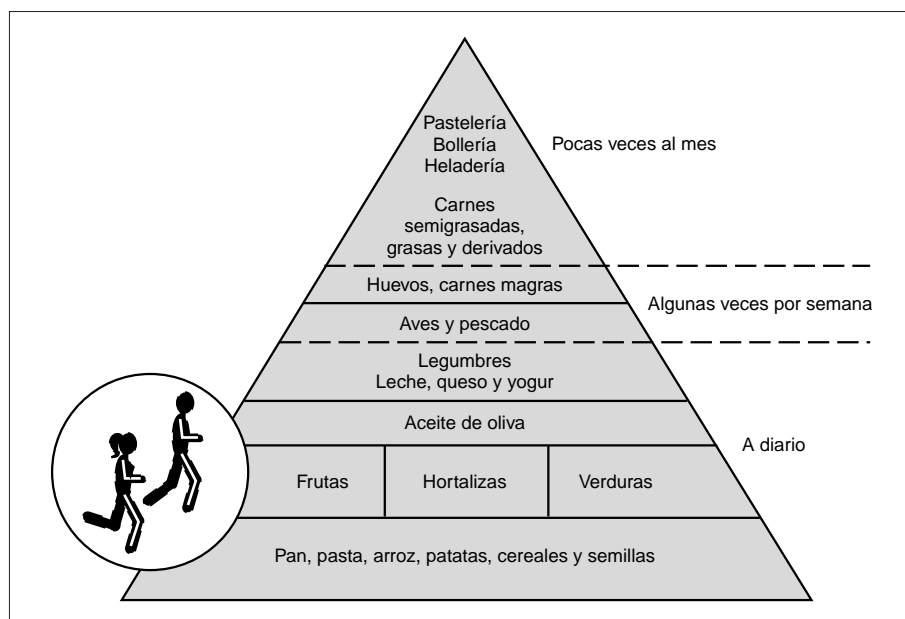 Pastelería
Bollería
Heladería
Pocas veces al mes
Carnes
semigrasadas,
grasas y derivados
Huevos, carnes magras
Algunas veces por semana
Aves y pescado
Legumbres
Leche, queso y yogur
Aceite de oliva
A diario
Frutas
Hortalizas
Verduras
Pan, pasta, arroz, patatas, cereales y semillas